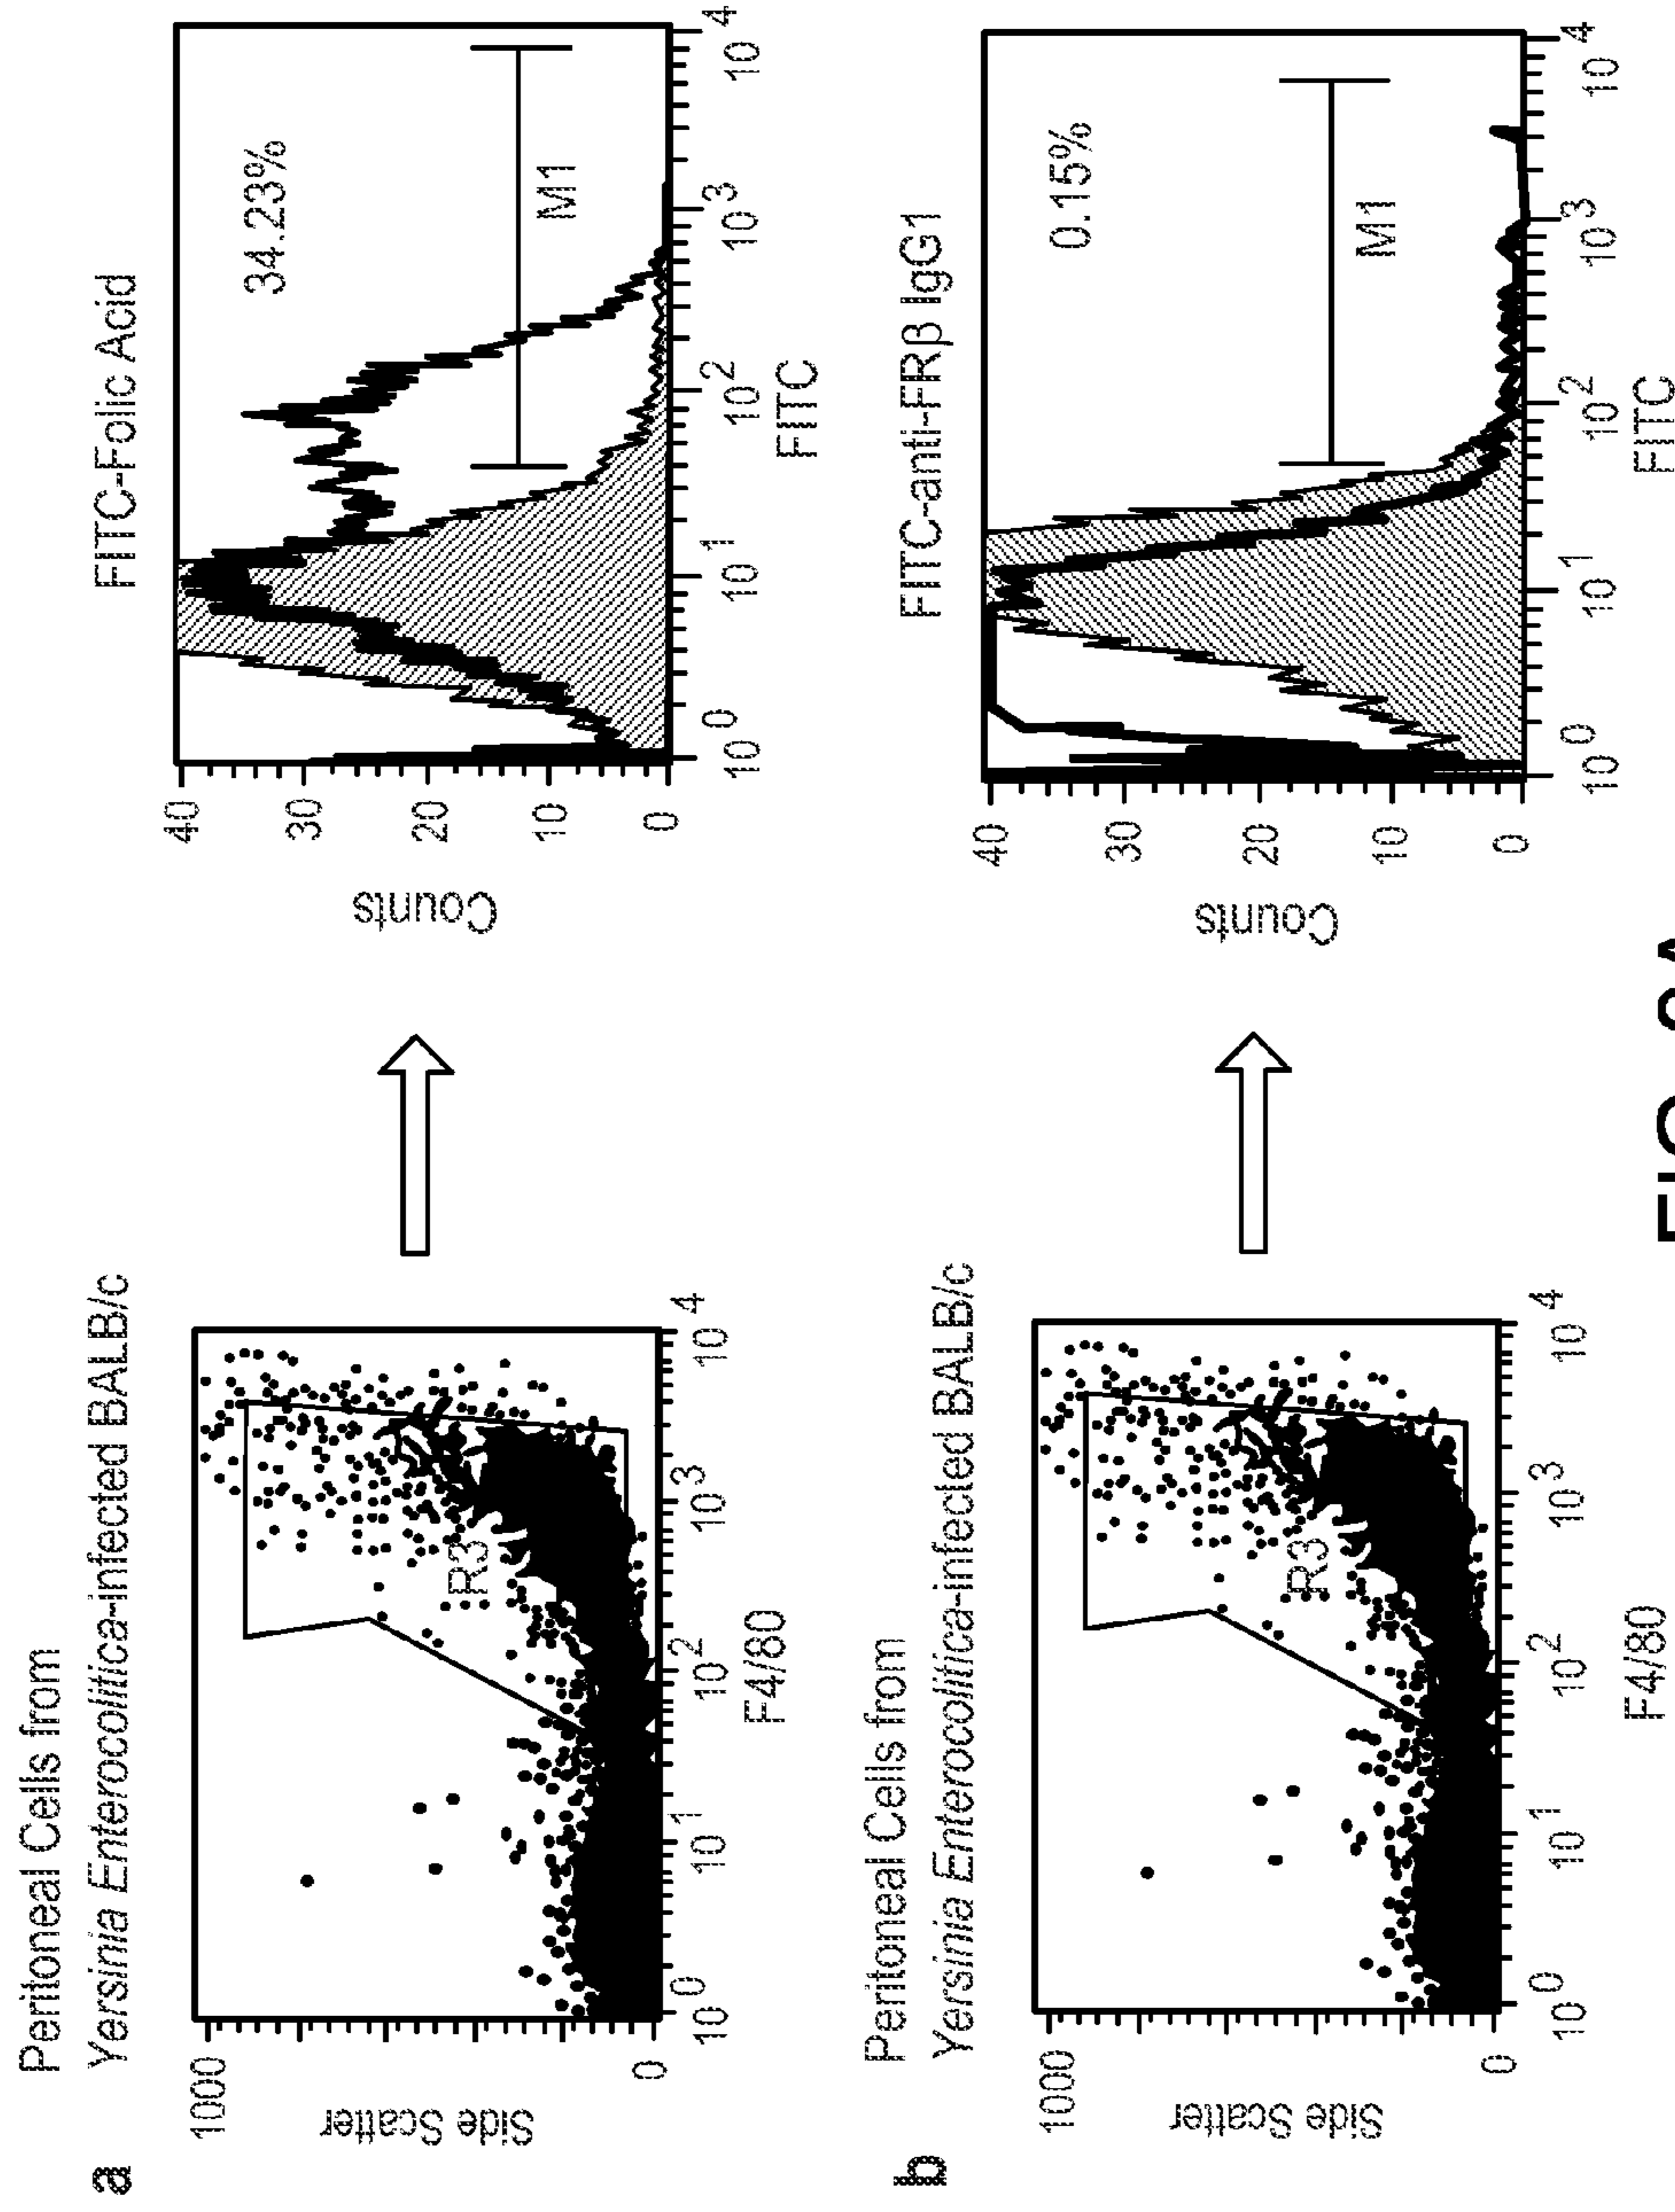 a
Peritoneal Cells from
Yersinia Enterocolitica-infected BALB/c
Side Scatter
1000
0
R3
10^0 10^1 10^2 10^3 10^4
F4/80
FITC-Folic Acid
Counts
40
30
20
10
0
34.23%
M1
10^0 10^1 10^2 10^3 10^4
FITC
b
Peritoneal Cells from
Yersinia Enterocolitica-infected BALB/c
Side Scatter
1000
0
R3
10^0 10^1 10^2 10^3 10^4
F4/80
FITC-anti-FRβ IgG1
Counts
40
30
20
10
0
0.15%
M1
10^0 10^1 10^2 10^3 10^4
FITC